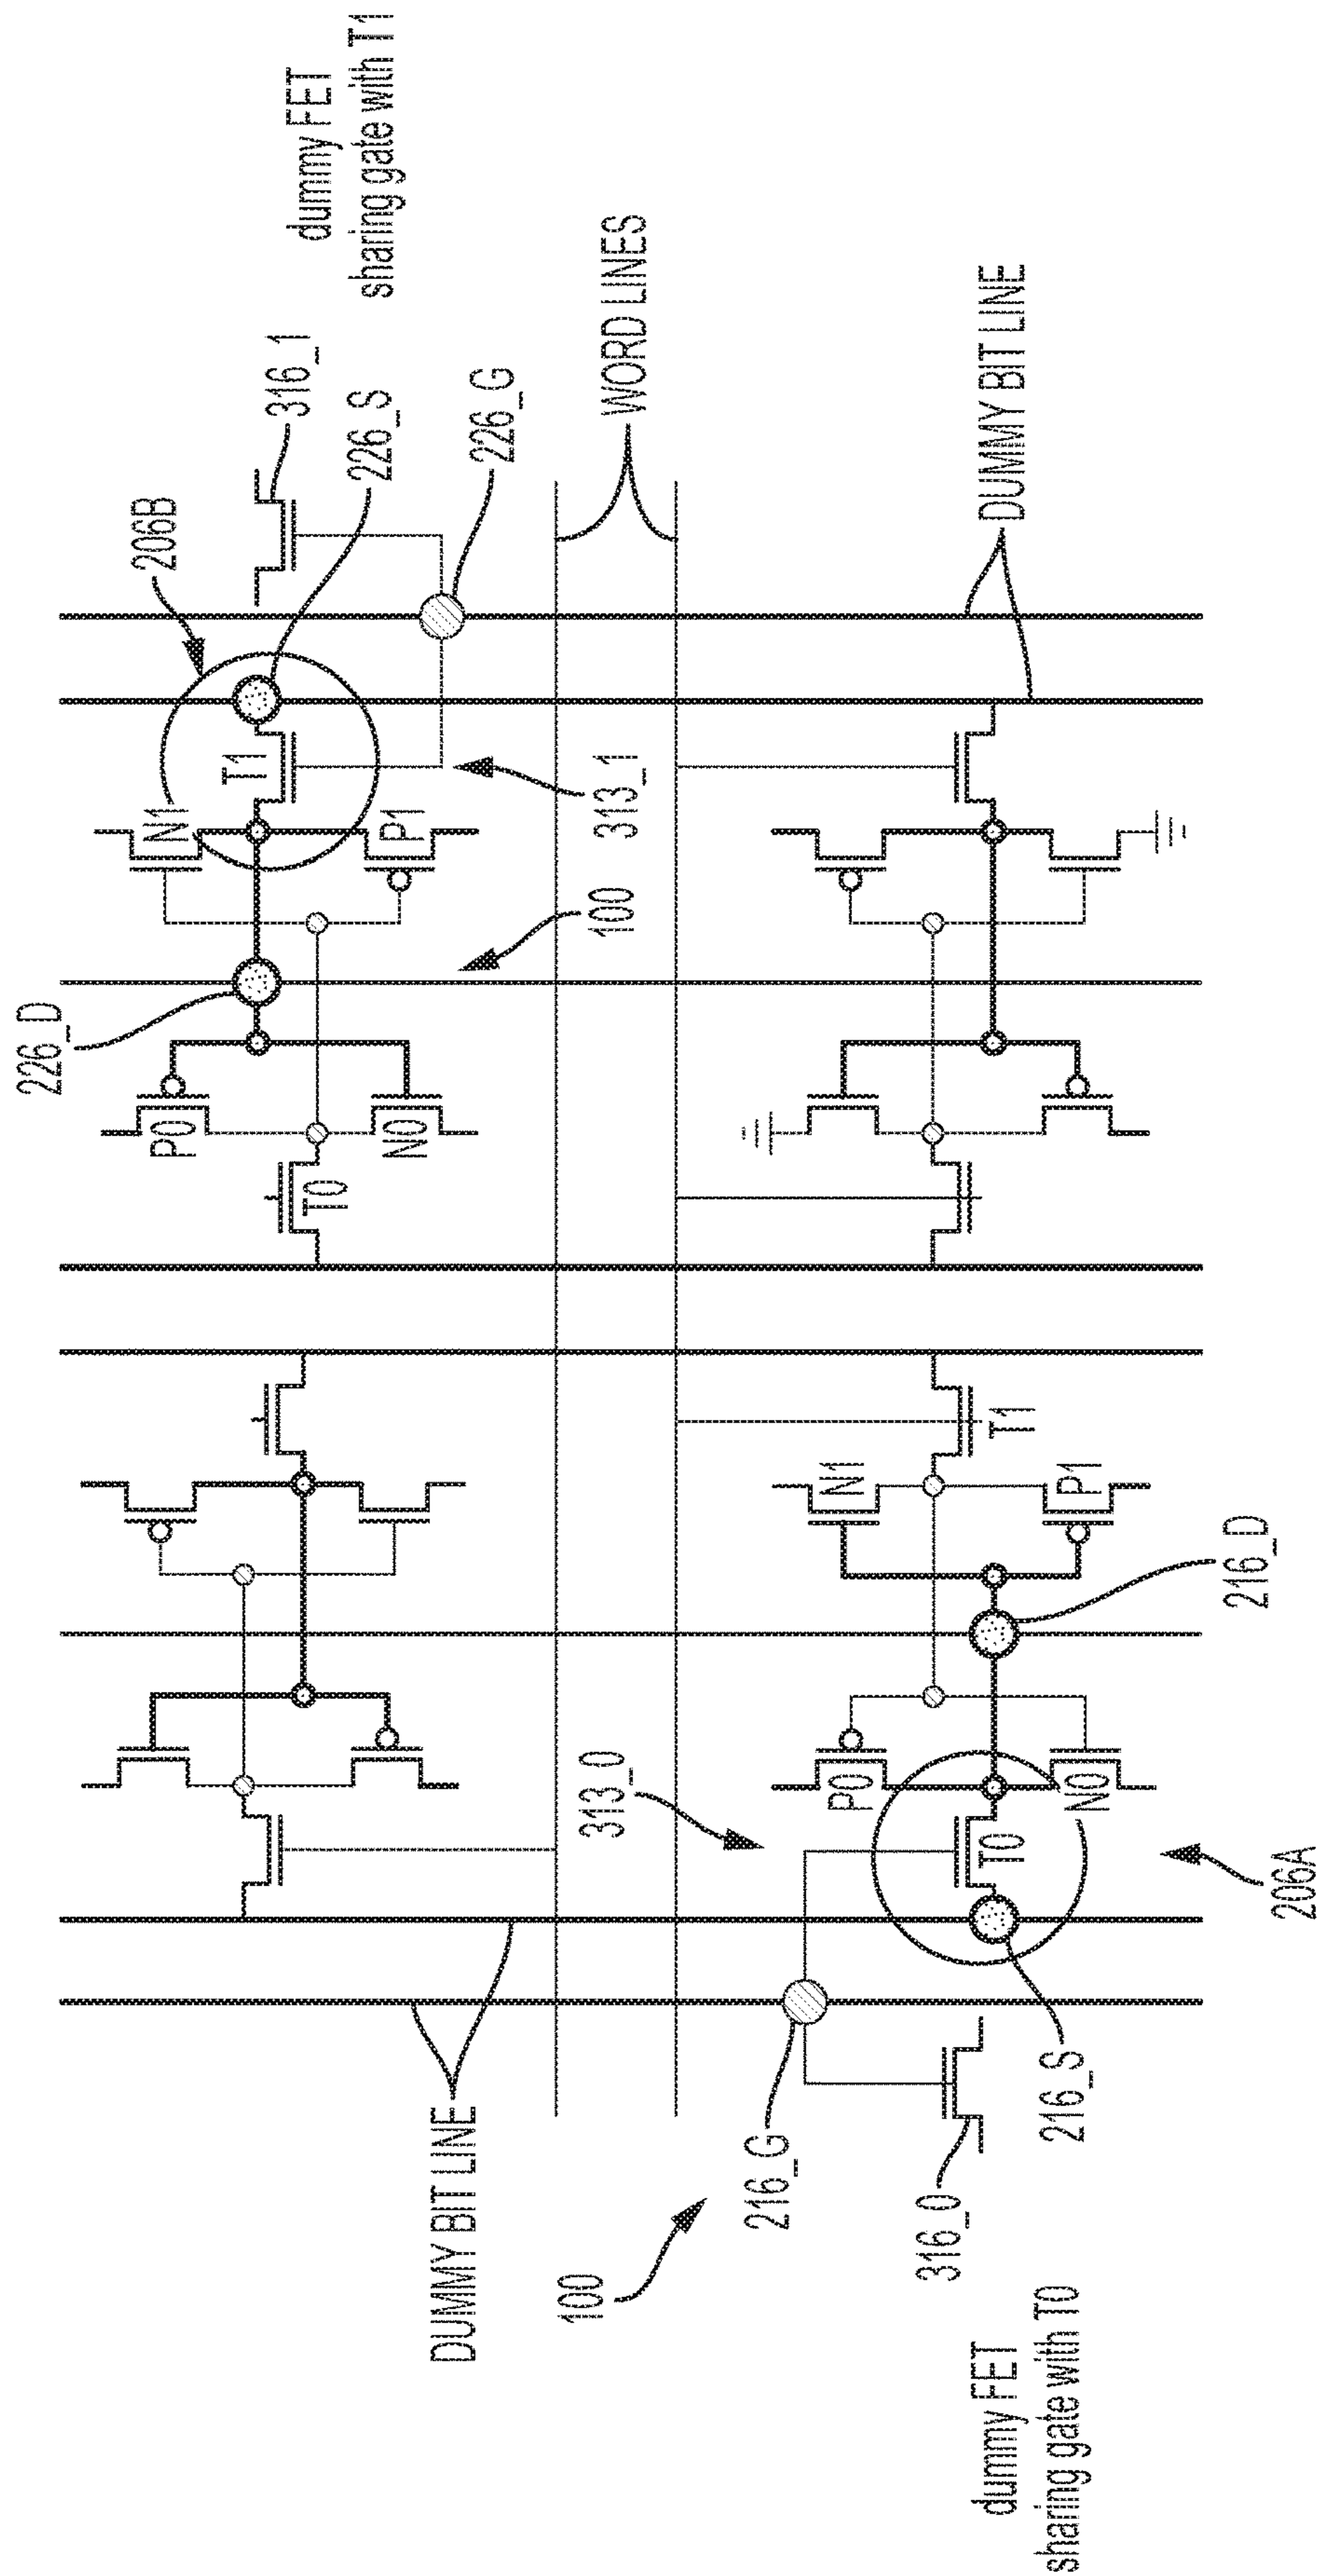 dummy FET
sharing gate with T1
316_1
226_S
226_G
206B
WORD LINES
DUMMY BIT LINE
T1
N1
P1
313_1
100
226_D
P0
N0
T0
T1
N1
P1
216_D
313_0
P0
N0
T0
206A
216_S
216_G
316_0
DUMMY BIT LINE
100
dummy FET
sharing gate with T0